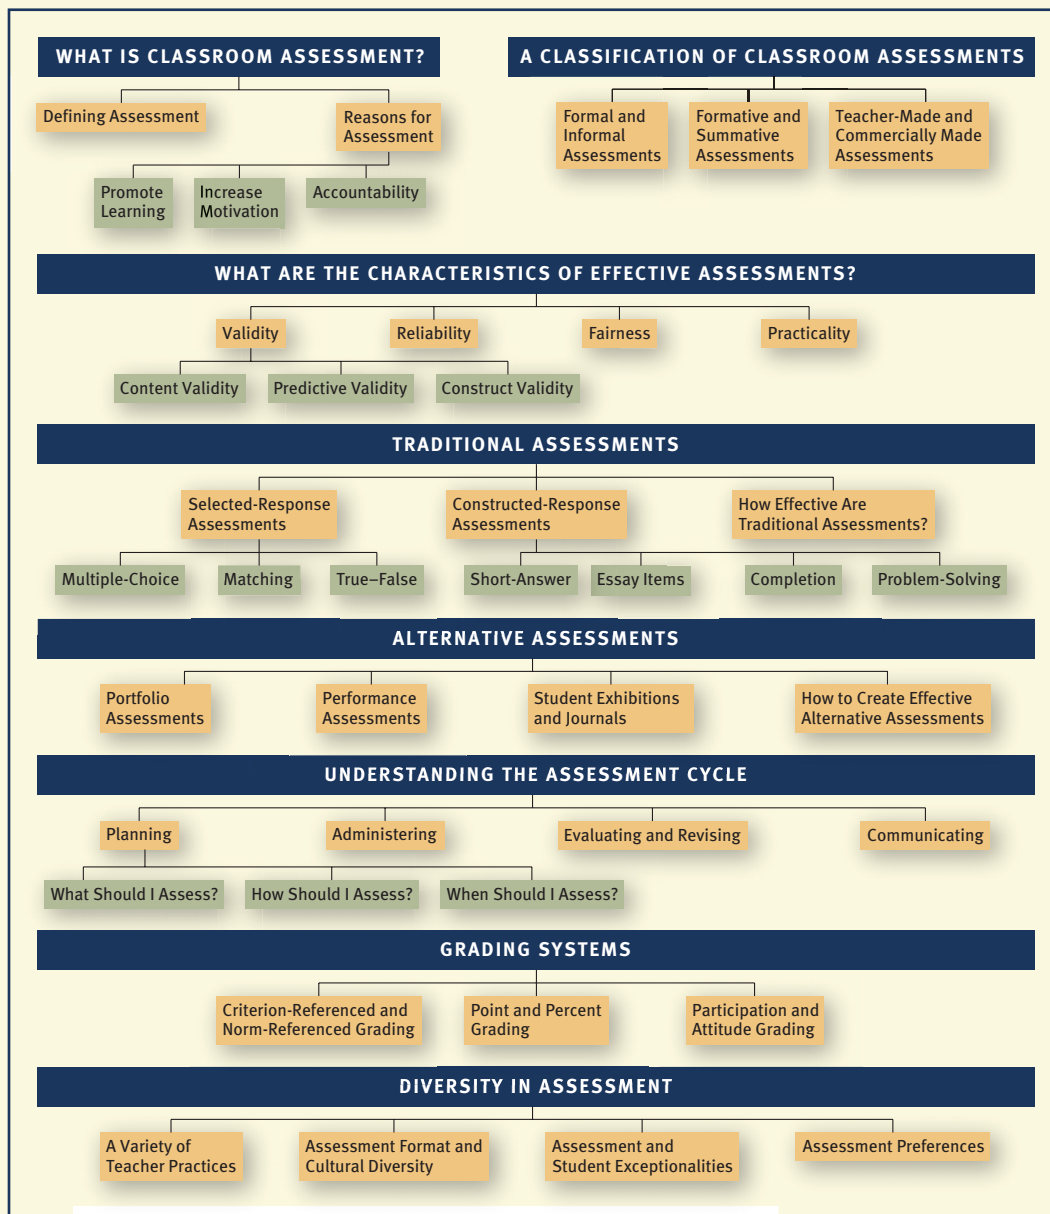 WHAT IS CLASSROOM ASSESSMENT?
Defining Assessment
Reasons for
Assessment
Promote
Learning
Increase
Motivation
Accountability
A CLASSIFICATION OF CLASSROOM ASSESSMENTS
Formal and
Informal
Assessments
Formative and
Summative
Assessments
Teacher-Made and
Commercially Made
Assessments
WHAT ARE THE CHARACTERISTICS OF EFFECTIVE ASSESSMENTS?
Validity
Reliability
Fairness
Practicality
Content Validity
Predictive Validity
Construct Validity
TRADITIONAL ASSESSMENTS
Selected-Response
Assessments
Constructed-Response
Assessments
How Effective Are
Traditional Assessments?
Multiple-Choice
Matching
True–False
Short-Answer
Essay Items
Completion
Problem-Solving
ALTERNATIVE ASSESSMENTS
Portfolio
Assessments
Performance
Assessments
Student Exhibitions
and Journals
How to Create Effective
Alternative Assessments
UNDERSTANDING THE ASSESSMENT CYCLE
Planning
Administering
Evaluating and Revising
Communicating
What Should I Assess?
How Should I Assess?
When Should I Assess?
GRADING SYSTEMS
Criterion-Referenced and
Norm-Referenced Grading
Point and Percent
Grading
Participation and
Attitude Grading
DIVERSITY IN ASSESSMENT
A Variety of
Teacher Practices
Assessment Format and
Cultural Diversity
Assessment and
Student Exceptionalities
Assessment Preferences